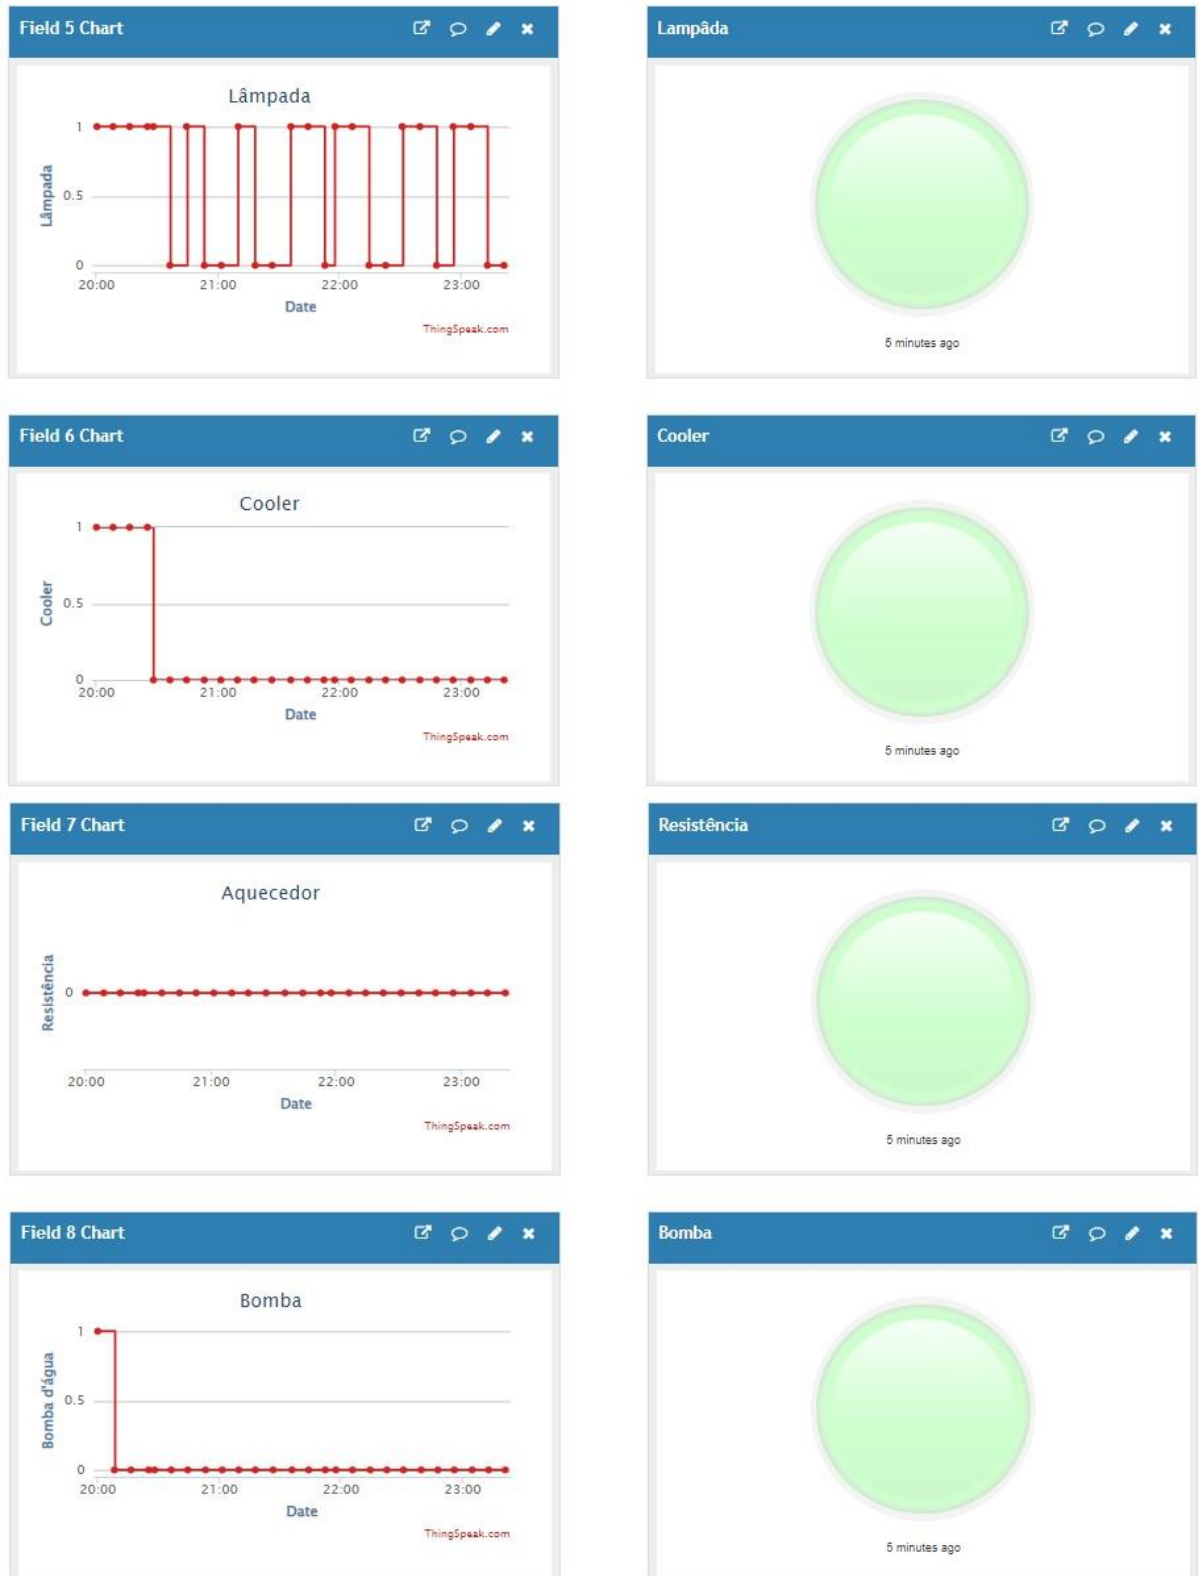 Field 5 Chart
Lâmpada
1
0.5
0
Lâmpada
20:00 21:00 22:00 23:00
Date
ThingSpeak.com
Lampâda
5 minutes ago
Field 6 Chart
Cooler
1
0.5
0
Cooler
20:00 21:00 22:00 23:00
Date
ThingSpeak.com
Cooler
5 minutes ago
Field 7 Chart
Aquecedor
0
Resistência
20:00 21:00 22:00 23:00
Date
ThingSpeak.com
Resistência
5 minutes ago
Field 8 Chart
Bomba
1
0.5
0
Bomba d'água
20:00 21:00 22:00 23:00
Date
ThingSpeak.com
Bomba
5 minutes ago